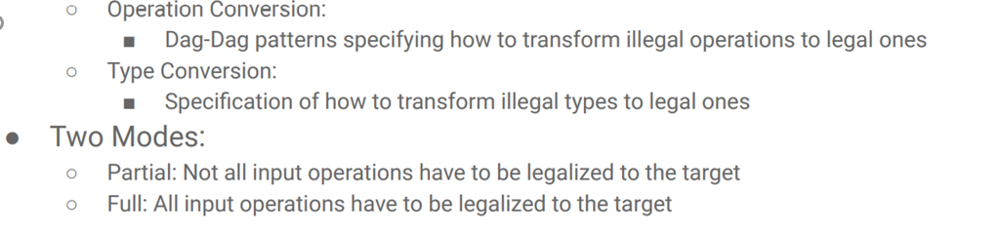 ○ Operation Conversion:
■ Dag-Dag patterns specifying how to transform illegal operations to legal ones
○ Type Conversion:
■ Specification of how to transform illegal types to legal ones
● Two Modes:
○ Partial: Not all input operations have to be legalized to the target
○ Full: All input operations have to be legalized to the target